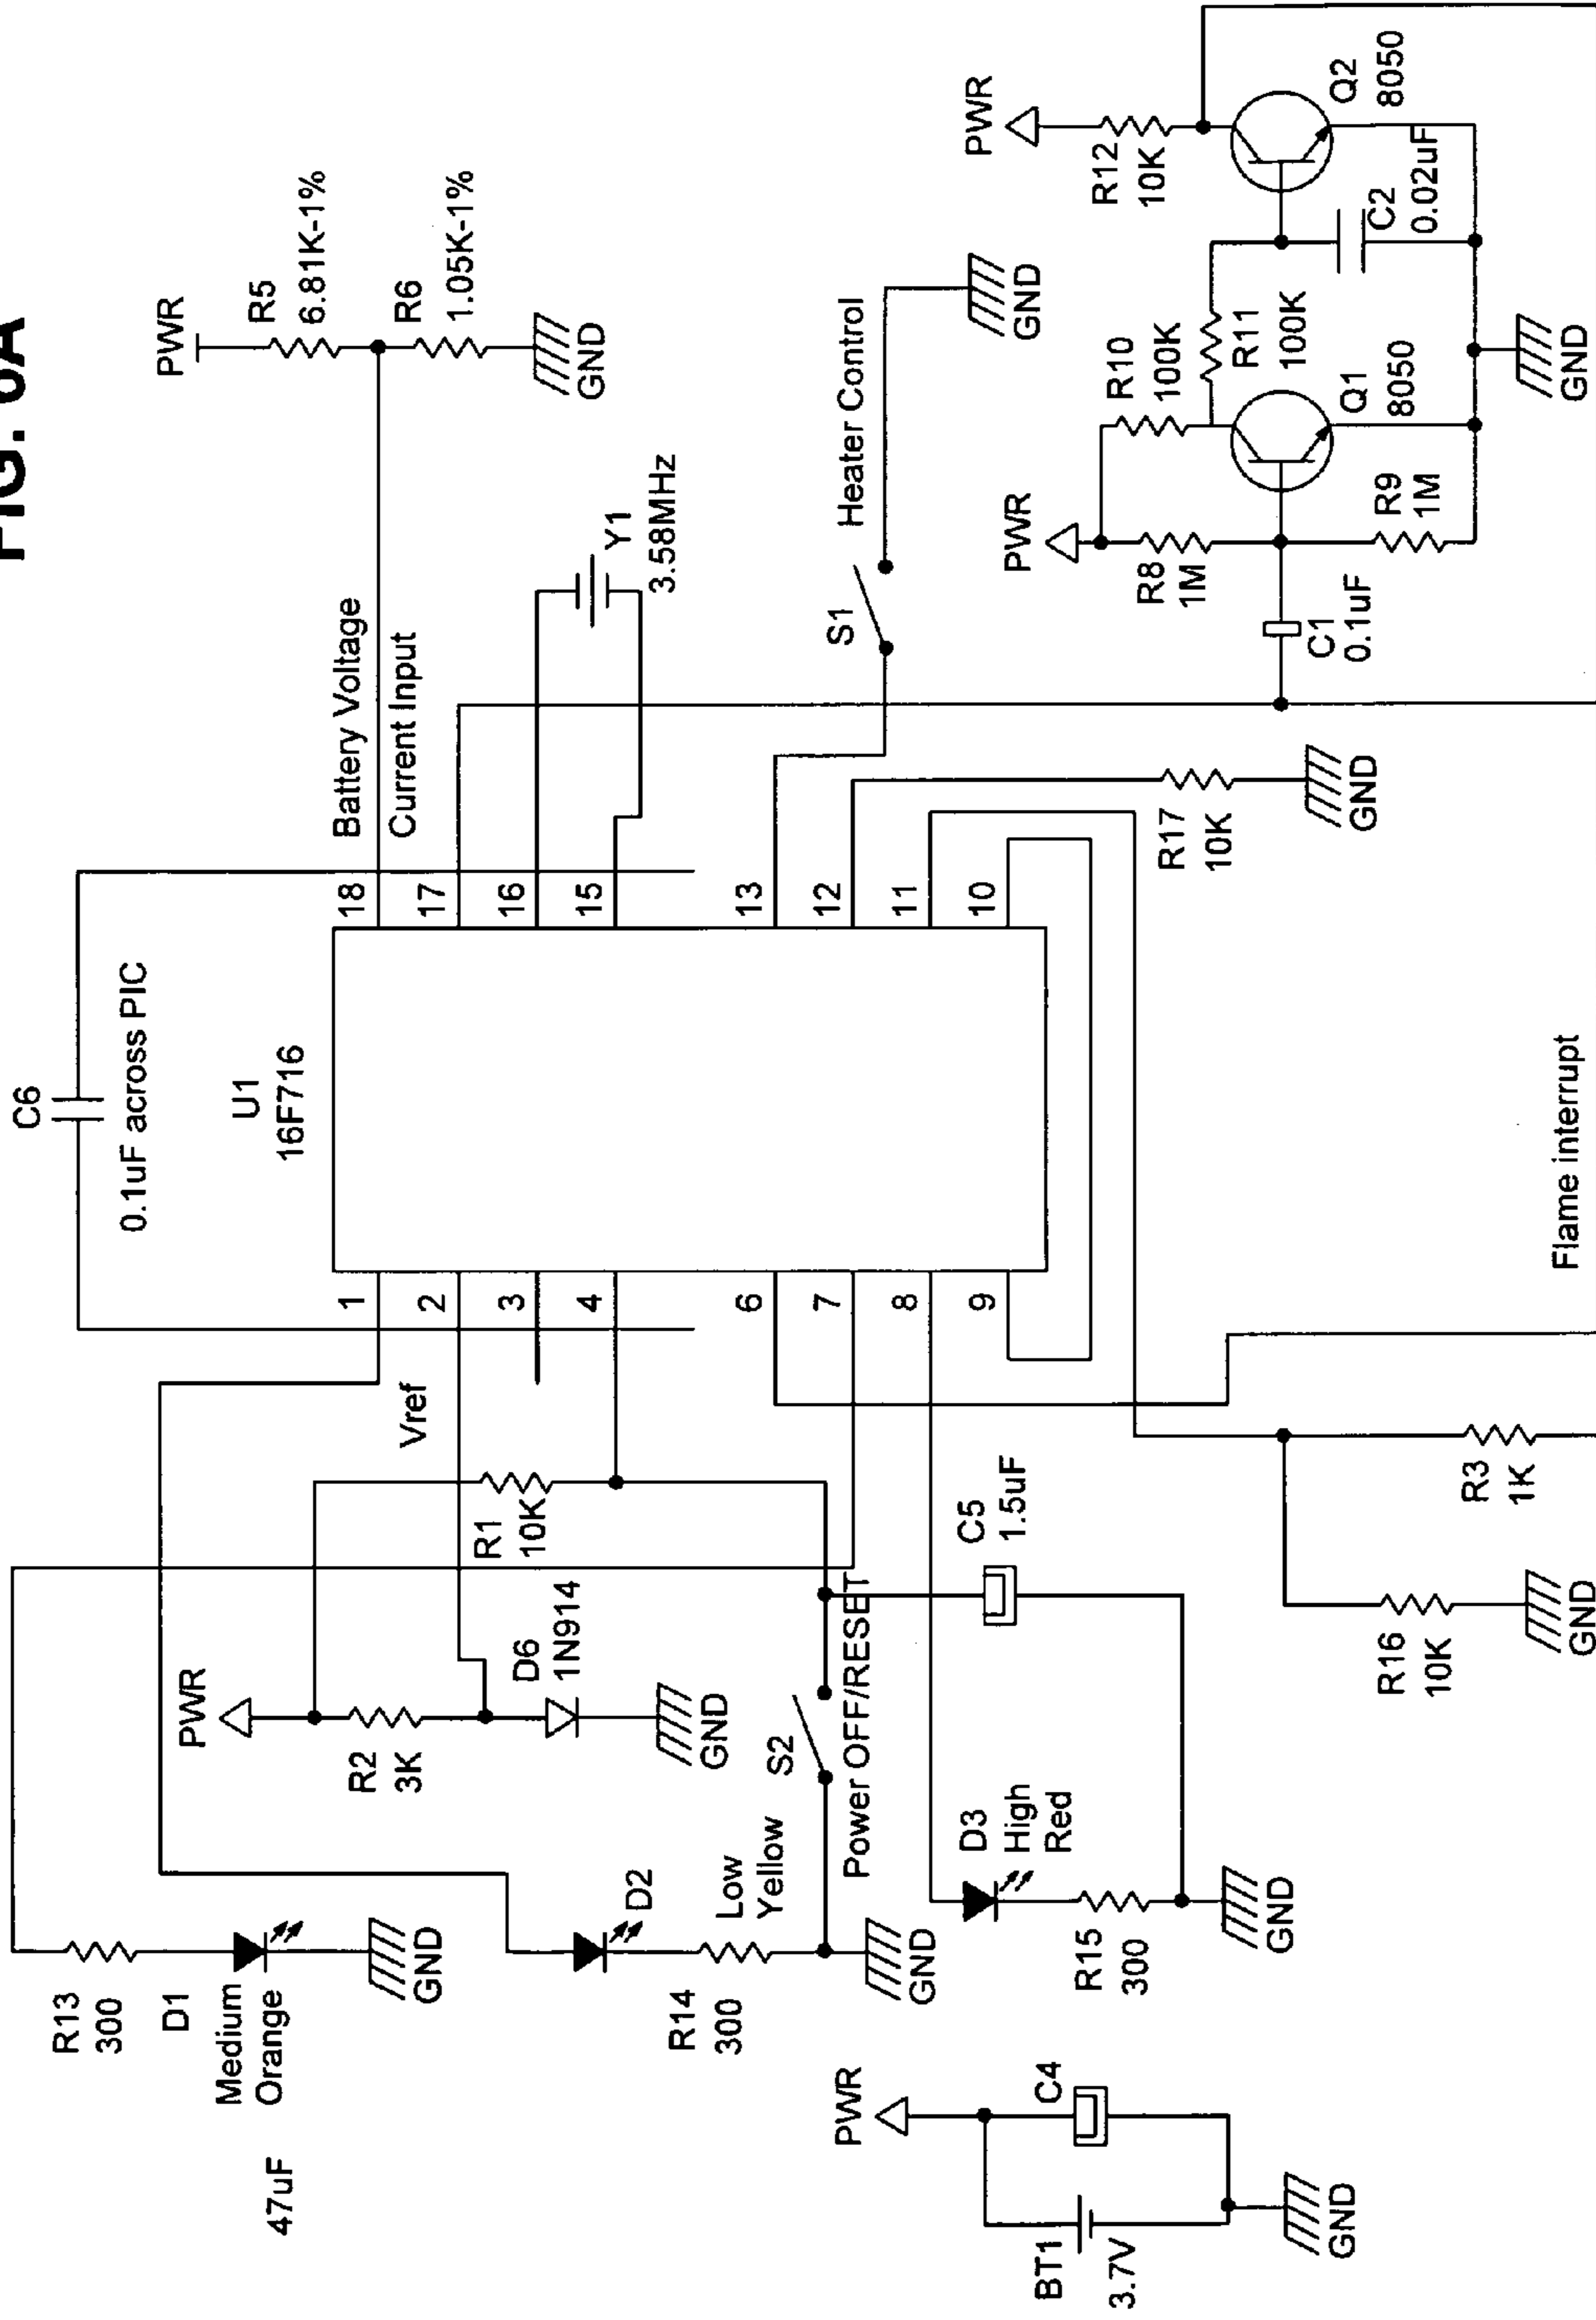 FIG.
C6
0.1uF across PIC
U1
16F716
R13
300
D1
Medium
Orange
47uF
GND
PWR
R2
3K
Vref
R1
10K
D6
1N914
GND
D2
R14
300
Low
Yellow
S2
Power OFF/RESET
GND
1
2
3
4
6
7
8
9
18
17
16
15
13
12
11
10
Battery Voltage
Current Input
PWR
R5
6.81K-1%
R6
1.05K-1%
GND
Y1
3.58MHz
S1
Heater Control
GND
PWR
C4
BT1
3.7V
GND
D3
High
Red
R15
300
GND
C5
1.5uF
R16
10K
GND
R3
1K
Flame interrupt
R17
10K
GND
PWR
R8
1M
C1
0.1uF
R9
1M
R10
100K
R11
100K
Q1
8050
GND
PWR
R12
10K
Q2
8050
C2
0.02uF